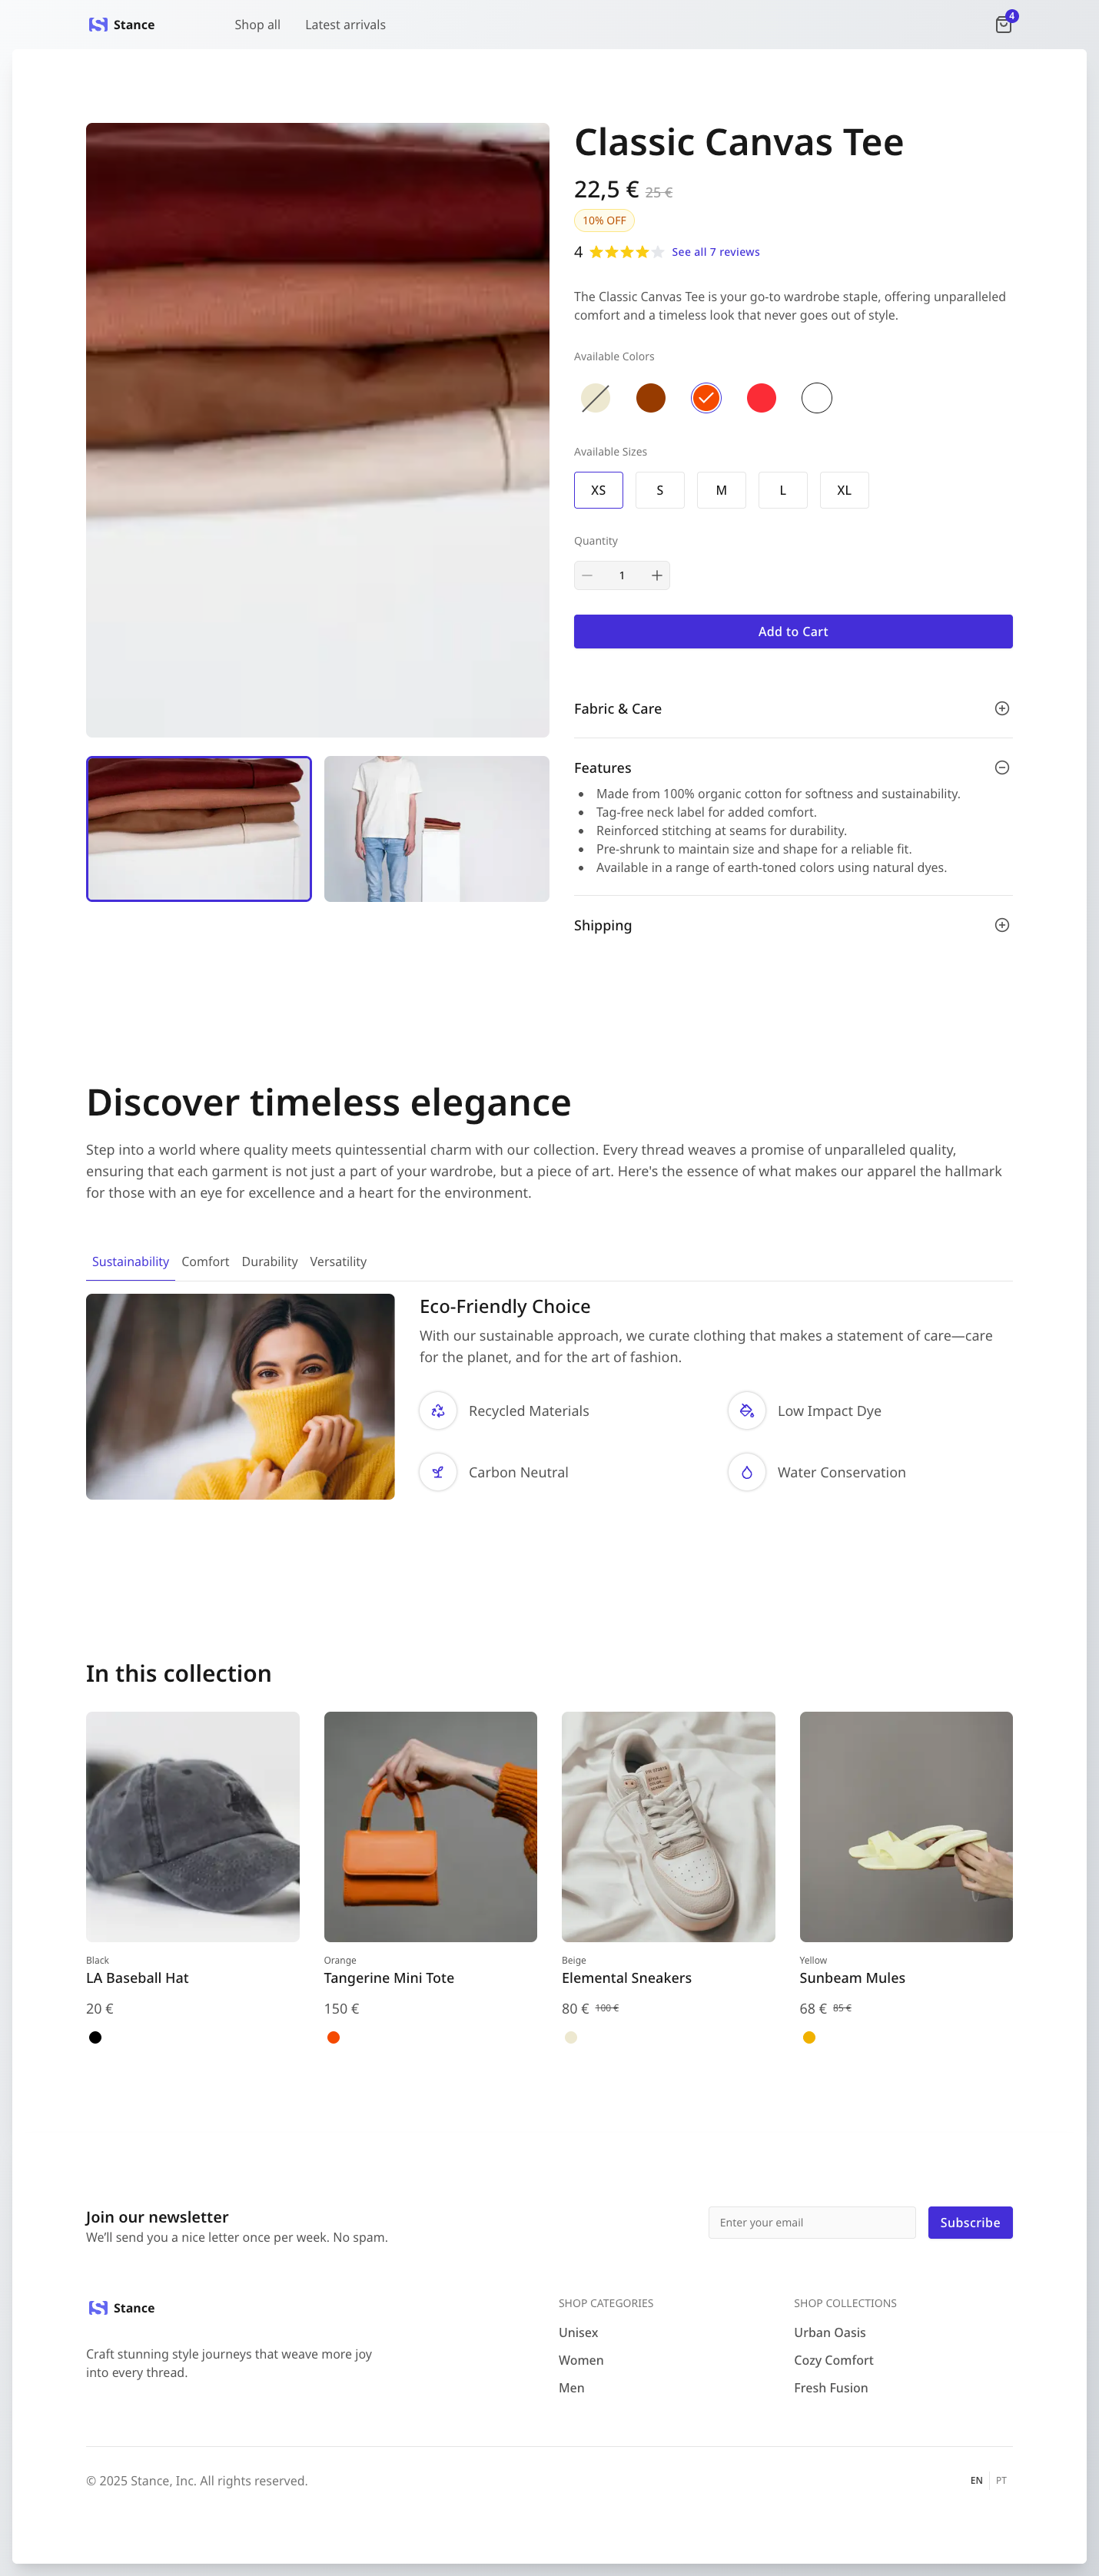 Stance
Shop all
Latest arrivals
4
Classic Canvas Tee
22,5 € 25 €
10% OFF
4
See all 7 reviews
The Classic Canvas Tee is your go-to wardrobe staple, offering unparalleled
comfort and a timeless look that never goes out of style.
Available Colors
Available Sizes
XS
S
M
L
XL
Quantity
1
Add to Cart
Fabric & Care
Features
Made from 100% organic cotton for softness and sustainability.
Tag-free neck label for added comfort.
Reinforced stitching at seams for durability.
Pre-shrunk to maintain size and shape for a reliable fit.
Available in a range of earth-toned colors using natural dyes.
Shipping
Discover timeless elegance
Step into a world where quality meets quintessential charm with our collection. Every thread weaves a promise of unparalleled quality,
ensuring that each garment is not just a part of your wardrobe, but a piece of art. Here's the essence of what makes our apparel the hallmark
for those with an eye for excellence and a heart for the environment.
Sustainability
Comfort
Durability
Versatility
Eco-Friendly Choice
With our sustainable approach, we curate clothing that makes a statement of care—care
for the planet, and for the art of fashion.
Recycled Materials
Low Impact Dye
Carbon Neutral
Water Conservation
In this collection
Black
LA Baseball Hat
20 €
Orange
Tangerine Mini Tote
150 €
Beige
Elemental Sneakers
80 € 100 €
Yellow
Sunbeam Mules
68 € 85 €
Join our newsletter
We'll send you a nice letter once per week. No spam.
Enter your email
Subscribe
Stance
Craft stunning style journeys that weave more joy
into every thread.
SHOP CATEGORIES
Unisex
Women
Men
SHOP COLLECTIONS
Urban Oasis
Cozy Comfort
Fresh Fusion
© 2025 Stance, Inc. All rights reserved.
EN
PT